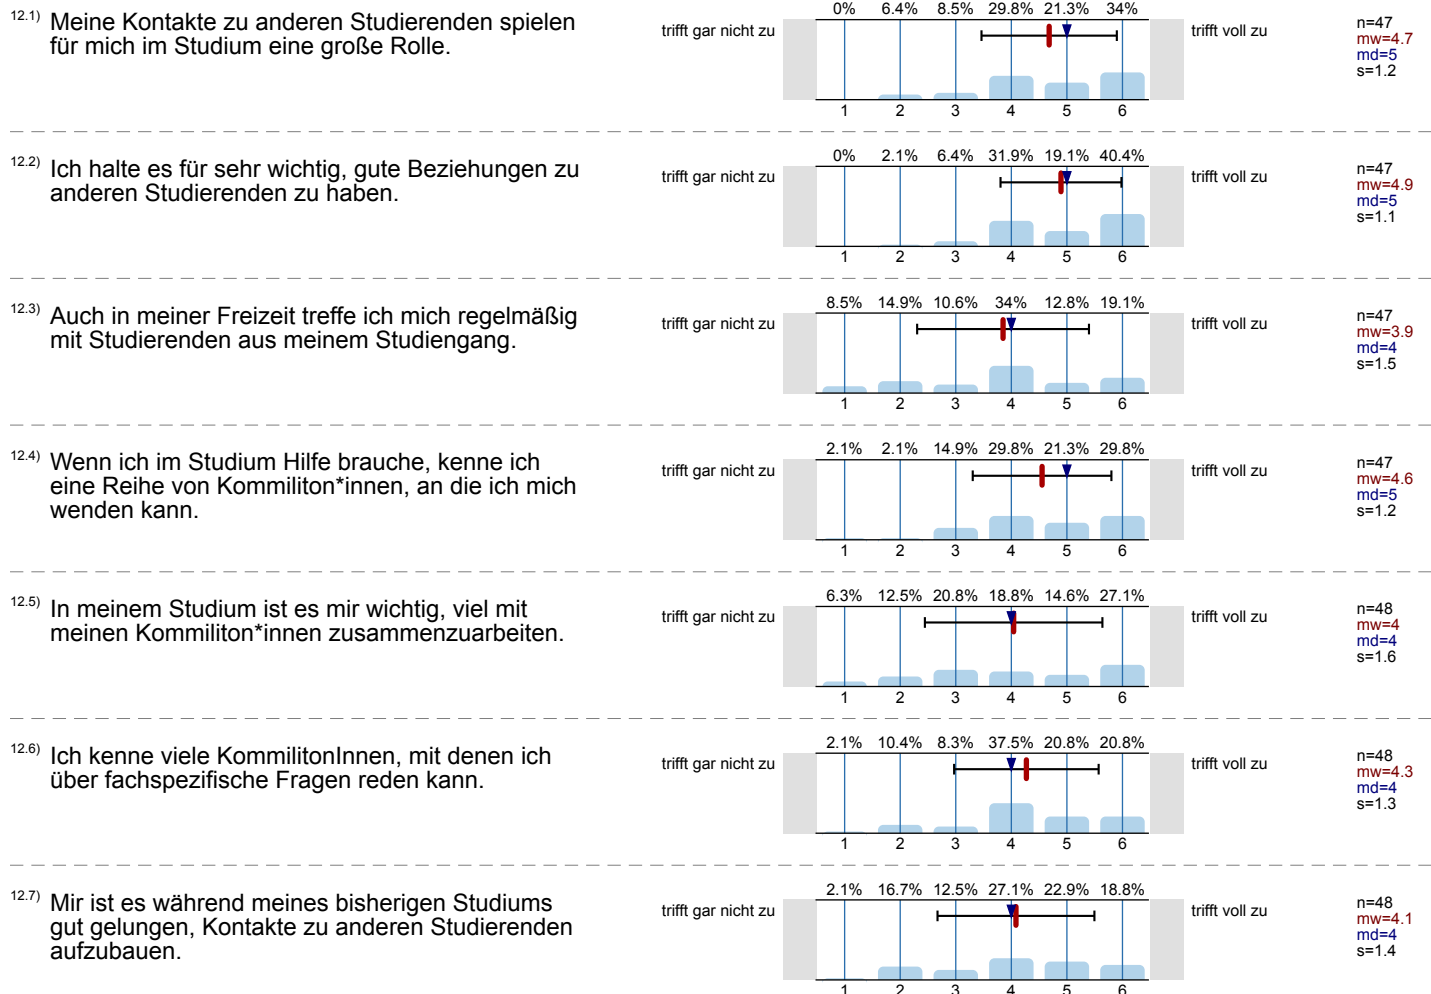 12.1) Meine Kontakte zu anderen Studierenden spielen
für mich im Studium eine große Rolle.
trifft gar nicht zu
0% 6.4% 8.5% 29.8% 21.3% 34%
1 2 3 4 5 6
trifft voll zu
n=47
mw=4.7
md=5
s=1.2
12.2) Ich halte es für sehr wichtig, gute Beziehungen zu
anderen Studierenden zu haben.
trifft gar nicht zu
0% 2.1% 6.4% 31.9% 19.1% 40.4%
1 2 3 4 5 6
trifft voll zu
n=47
mw=4.9
md=5
s=1.1
12.3) Auch in meiner Freizeit treffe ich mich regelmäßig
mit Studierenden aus meinem Studiengang.
trifft gar nicht zu
8.5% 14.9% 10.6% 34% 12.8% 19.1%
1 2 3 4 5 6
trifft voll zu
n=47
mw=3.9
md=4
s=1.5
12.4) Wenn ich im Studium Hilfe brauche, kenne ich
eine Reihe von Kommiliton*innen, an die ich mich
wenden kann.
trifft gar nicht zu
2.1% 2.1% 14.9% 29.8% 21.3% 29.8%
1 2 3 4 5 6
trifft voll zu
n=47
mw=4.6
md=5
s=1.2
12.5) In meinem Studium ist es mir wichtig, viel mit
meinen Kommiliton*innen zusammenzuarbeiten.
trifft gar nicht zu
6.3% 12.5% 20.8% 18.8% 14.6% 27.1%
1 2 3 4 5 6
trifft voll zu
n=48
mw=4
md=4
s=1.6
12.6) Ich kenne viele KommilitonInnen, mit denen ich
über fachspezifische Fragen reden kann.
trifft gar nicht zu
2.1% 10.4% 8.3% 37.5% 20.8% 20.8%
1 2 3 4 5 6
trifft voll zu
n=48
mw=4.3
md=4
s=1.3
12.7) Mir ist es während meines bisherigen Studiums
gut gelungen, Kontakte zu anderen Studierenden
aufzubauen.
trifft gar nicht zu
2.1% 16.7% 12.5% 27.1% 22.9% 18.8%
1 2 3 4 5 6
trifft voll zu
n=48
mw=4.1
md=4
s=1.4